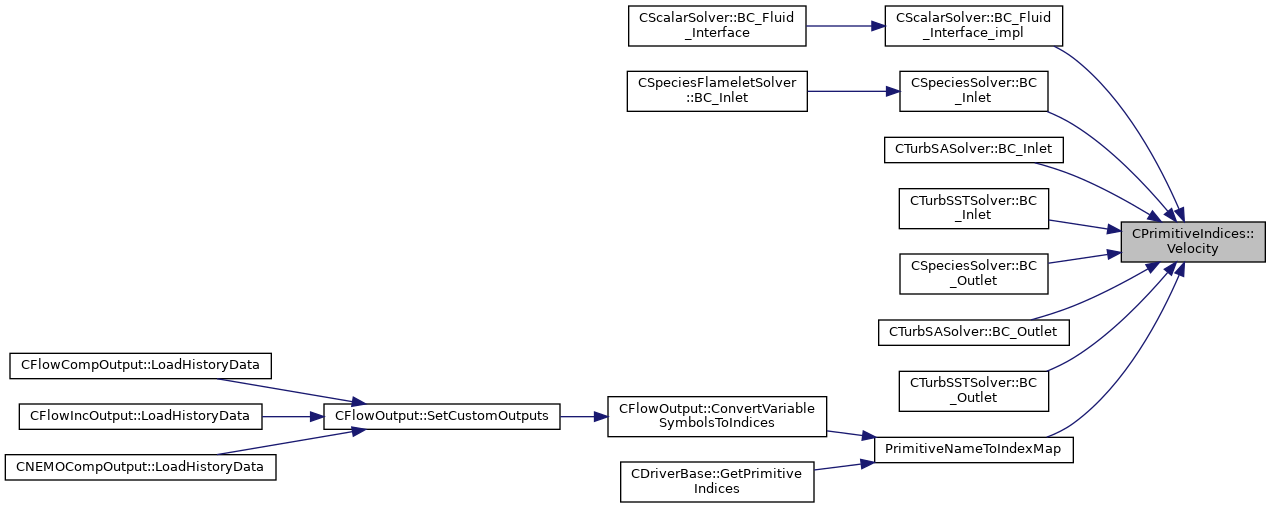 CScalarSolver::BC_Fluid
_Interface
CScalarSolver::BC_Fluid
_Interface_impl
CSpeciesFlameletSolver
::BC_Inlet
CSpeciesSolver::BC
_Inlet
CTurbSASolver::BC_Inlet
CTurbSSTSolver::BC
_Inlet
CPrimitiveIndices::
Velocity
CSpeciesSolver::BC
_Outlet
CTurbSASolver::BC_Outlet
CTurbSSTSolver::BC
_Outlet
CFlowCompOutput::LoadHistoryData
CFlowIncOutput::LoadHistoryData
CNEMOCompOutput::LoadHistoryData
CFlowOutput::SetCustomOutputs
CFlowOutput::ConvertVariable
SymbolsToIndices
PrimitiveNameToIndexMap
CDriverBase::GetPrimitive
Indices